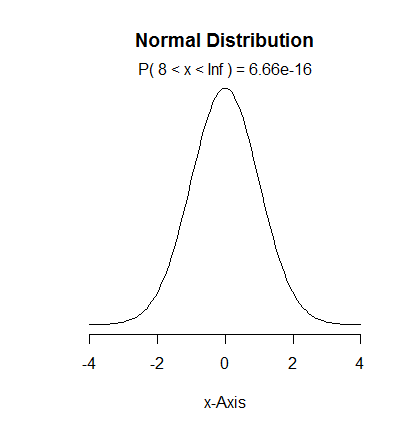 Normal Distribution
P( 8 < x < Inf ) = 6.66e-16
-4 -2 0 2 4
x-Axis